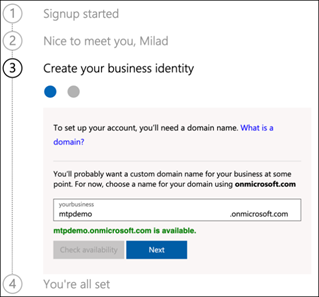 1 Signup started
2 Nice to meet you, Milad
3 Create your business identity
To set up your account, you'll need a domain name. What is a
domain?
You'll probably want a custom domain name for your business at some
point. For now, choose a name for your domain using onmicrosoft.com
yourbusiness
mtpdemo .onmicrosoft.com
mtpdemo.onmicrosoft.com is available.
Check availability Next
4 You're all set